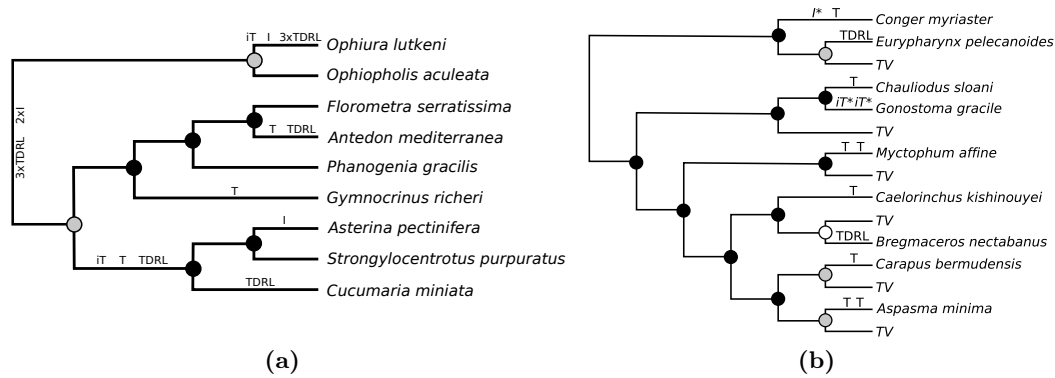 iT I 3xTDRL
Ophiura lutkeni
Ophiopholis aculeata
3xTDRL 2xI
Florometra serratissima
T TDRL
Antedon mediterranea
Phanogenia gracilis
T
Gymnocrinus richeri
I
Asterina pectinifera
Strongylocentrotus purpuratus
iT T TDRL
TDRL
Cucumaria miniata
(a)
I* T
Conger myriaster
TDRL
Eurypharynx pelecanoides
TV
T
Chauliodus sloani
iT*iT*
Gonostoma gracile
TV
T T
Myctophum affine
TV
T
Caelorinchus kishinouyei
TV
TDRL
Bregmaceros nectabanus
T
Carapus bermudensis
TV
T T
Aspasma minima
TV
(b)